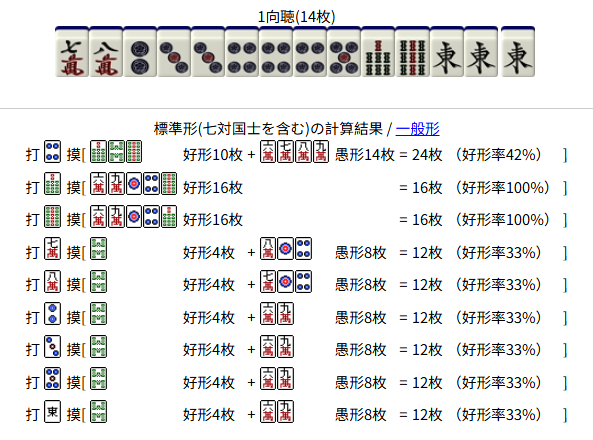 1向聴(14枚)
七萬 八萬 東 東 東
標準形(七対国士を含む)の計算結果 / 一般形
打 摸[ 好形10枚 + 六萬 七萬 八萬 九萬 愚形14枚 = 24枚 (好形率42%) ]
打 摸[ 六萬 九萬 好形16枚 = 16枚 (好形率100%) ]
打 摸[ 六萬 九萬 好形16枚 = 16枚 (好形率100%) ]
打 七萬 摸[ 好形4枚 + 八萬 愚形8枚 = 12枚 (好形率33%) ]
打 八萬 摸[ 好形4枚 + 七萬 愚形8枚 = 12枚 (好形率33%) ]
打 摸[ 好形4枚 + 六萬 九萬 愚形8枚 = 12枚 (好形率33%) ]
打 摸[ 好形4枚 + 六萬 九萬 愚形8枚 = 12枚 (好形率33%) ]
打 摸[ 好形4枚 + 六萬 九萬 愚形8枚 = 12枚 (好形率33%) ]
打 東 摸[ 好形4枚 + 六萬 九萬 愚形8枚 = 12枚 (好形率33%) ]